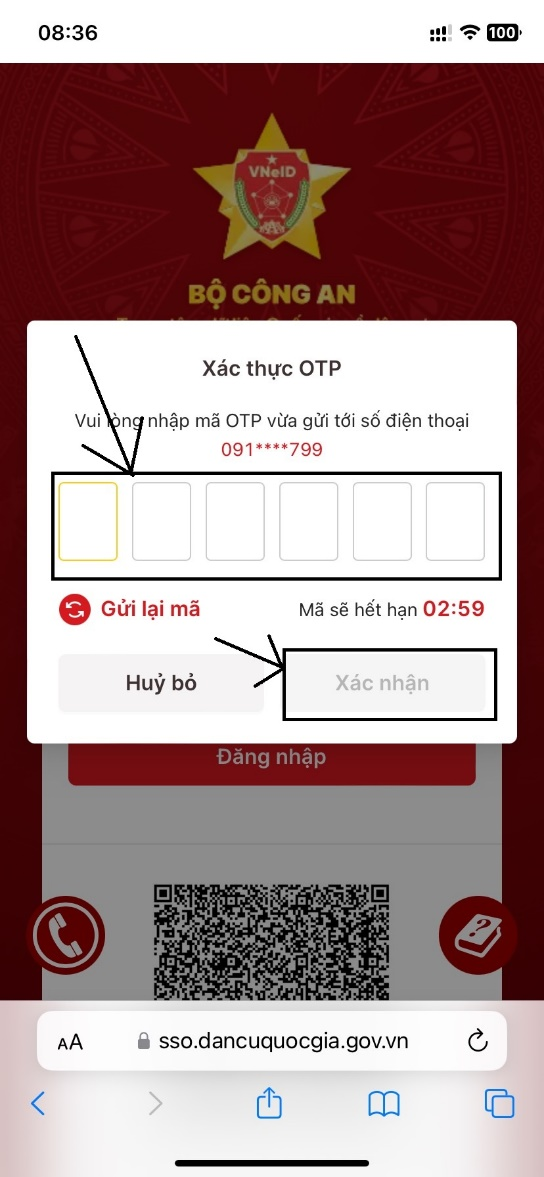 08:36
100
VNeID
BỘ CÔNG AN
Xác thực OTP
Vui lòng nhập mã OTP vừa gửi tới số điện thoại
091****799
Gửi lại mã
Mã sẽ hết hạn 02:59
Huỷ bỏ
Xác nhận
Đăng nhập
?
AA
sso.dancuquocgia.gov.vn